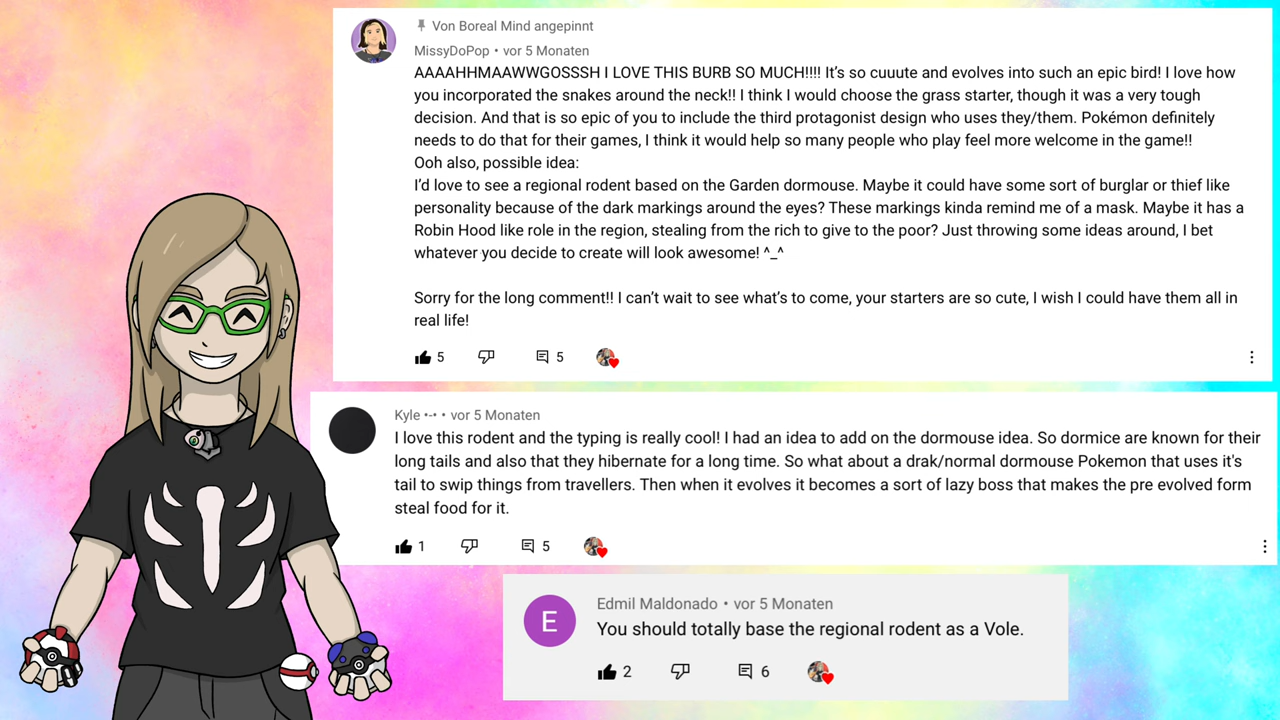 Von Boreal Mind angepinnt
MissyDoPop • vor 5 Monaten
AAAAHHMAAWWGOSSSH I LOVE THIS BURB SO MUCH!!!! It's so cuuute and evolves into such an epic bird! I love how
you incorporated the snakes around the neck!! I think I would choose the grass starter, though it was a very tough
decision. And that is so epic of you to include the third protagonist design who uses they/them. Pokémon definitely
needs to do that for their games, I think it would help so many people who play feel more welcome in the game!!
Ooh also, possible idea:
I'd love to see a regional rodent based on the Garden dormouse. Maybe it could have some sort of burglar or thief like
personality because of the dark markings around the eyes? These markings kinda remind me of a mask. Maybe it has a
Robin Hood like role in the region, stealing from the rich to give to the poor? Just throwing some ideas around, I bet
whatever you decide to create will look awesome! ^_^
Sorry for the long comment!! I can't wait to see what's to come, your starters are so cute, I wish I could have them all in
real life!
5 5
Kyle •-• • vor 5 Monaten
I love this rodent and the typing is really cool! I had an idea to add on the dormouse idea. So dormice are known for their
long tails and also that they hibernate for a long time. So what about a drak/normal dormouse Pokemon that uses it's
tail to swip things from travellers. Then when it evolves it becomes a sort of lazy boss that makes the pre evolved form
steal food for it.
1 5
E
Edmil Maldonado • vor 5 Monaten
You should totally base the regional rodent as a Vole.
2 6